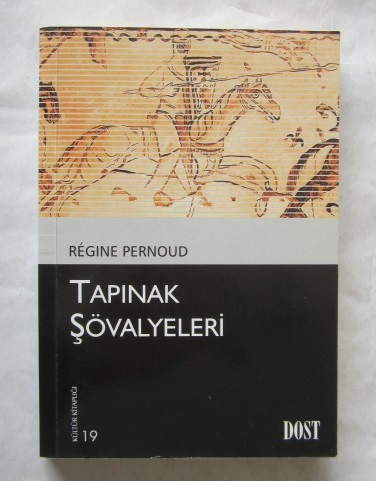 RÉGINE PERNOUD
TAPINAK
ŞÖVALYELERİ
KÜLTÜR KİTAPLIĞI
19
DOST